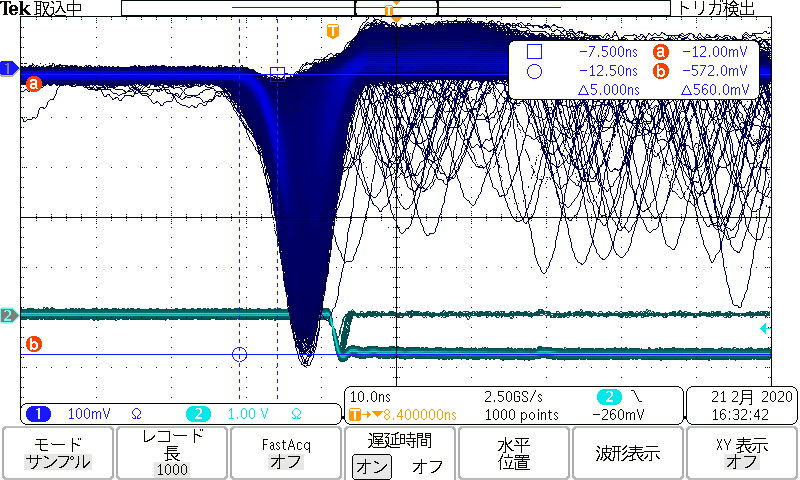 Tek 取込中
トリガ検出
T
T
1
a
-7.500ns a -12.00mV
-12.50ns b -572.0mV
Δ5.000ns Δ560.0mV
2
b
1 100mV Ω 2 1.00 V Ω
10.0ns 2.50GS/s 2
T→▼8.400000ns 1000 points -260mV
21 2月 2020
16:32:42
モード
サンプル
レコード
長
1000
FastAcq
オフ
遅延時間
オン オフ
水平
位置
波形表示
XY 表示
オフ